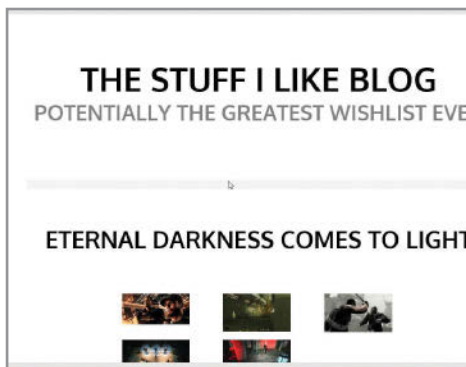 THE STUFF I LIKE BLOG
POTENTIALLY THE GREATEST WISHLIST EVE
ETERNAL DARKNESS COMES TO LIGHT